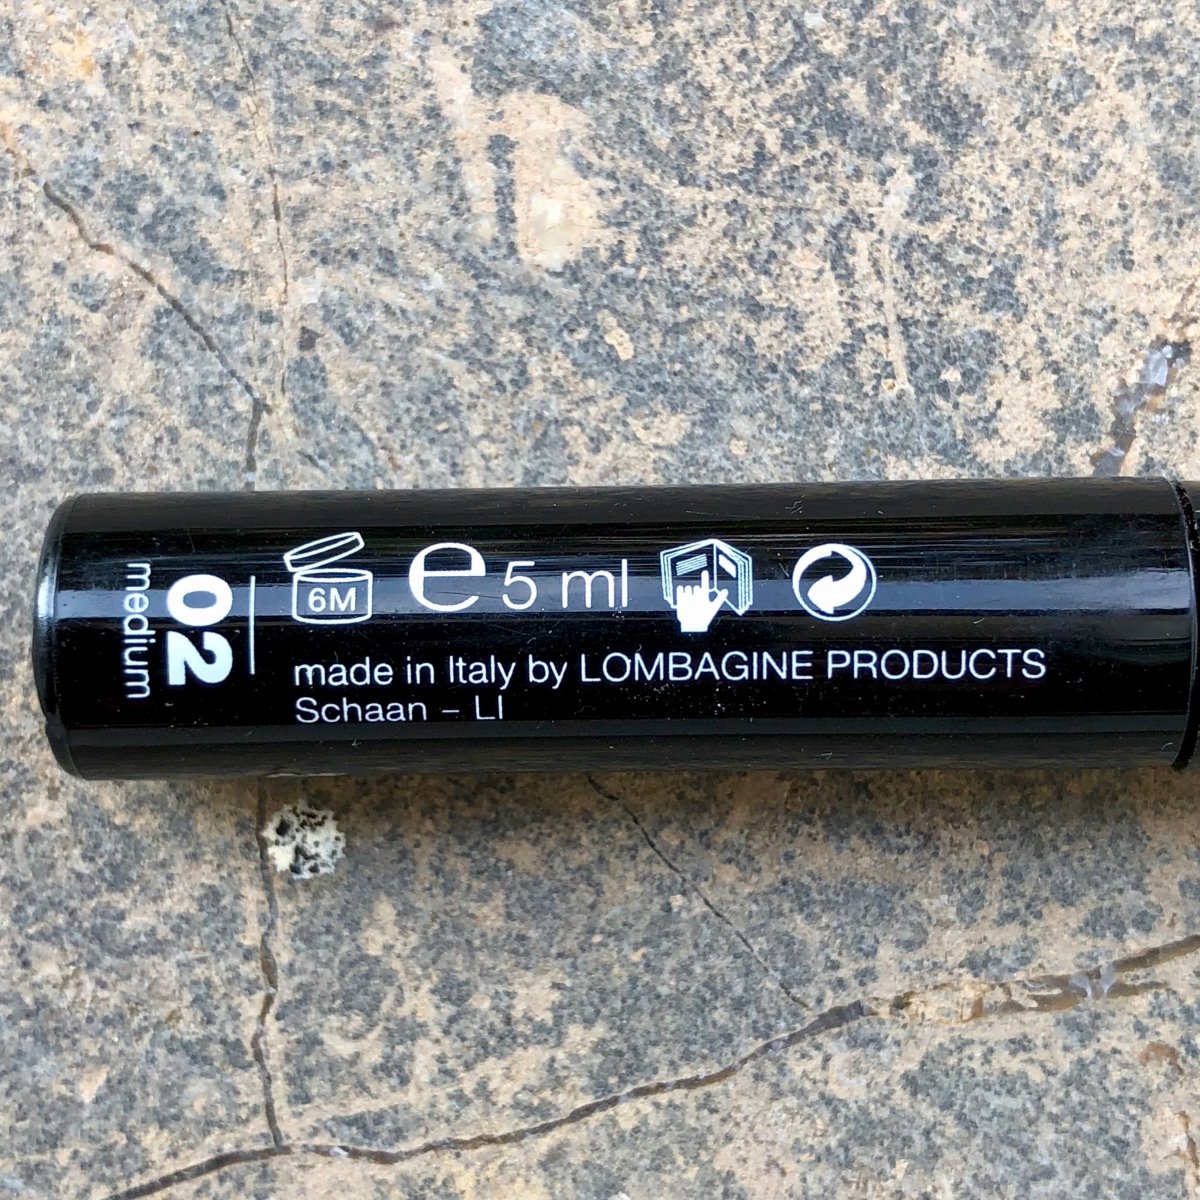 02
medium
6M
e 5 ml
made in Italy by LOMBAGINE PRODUCTS
Schaan – LI